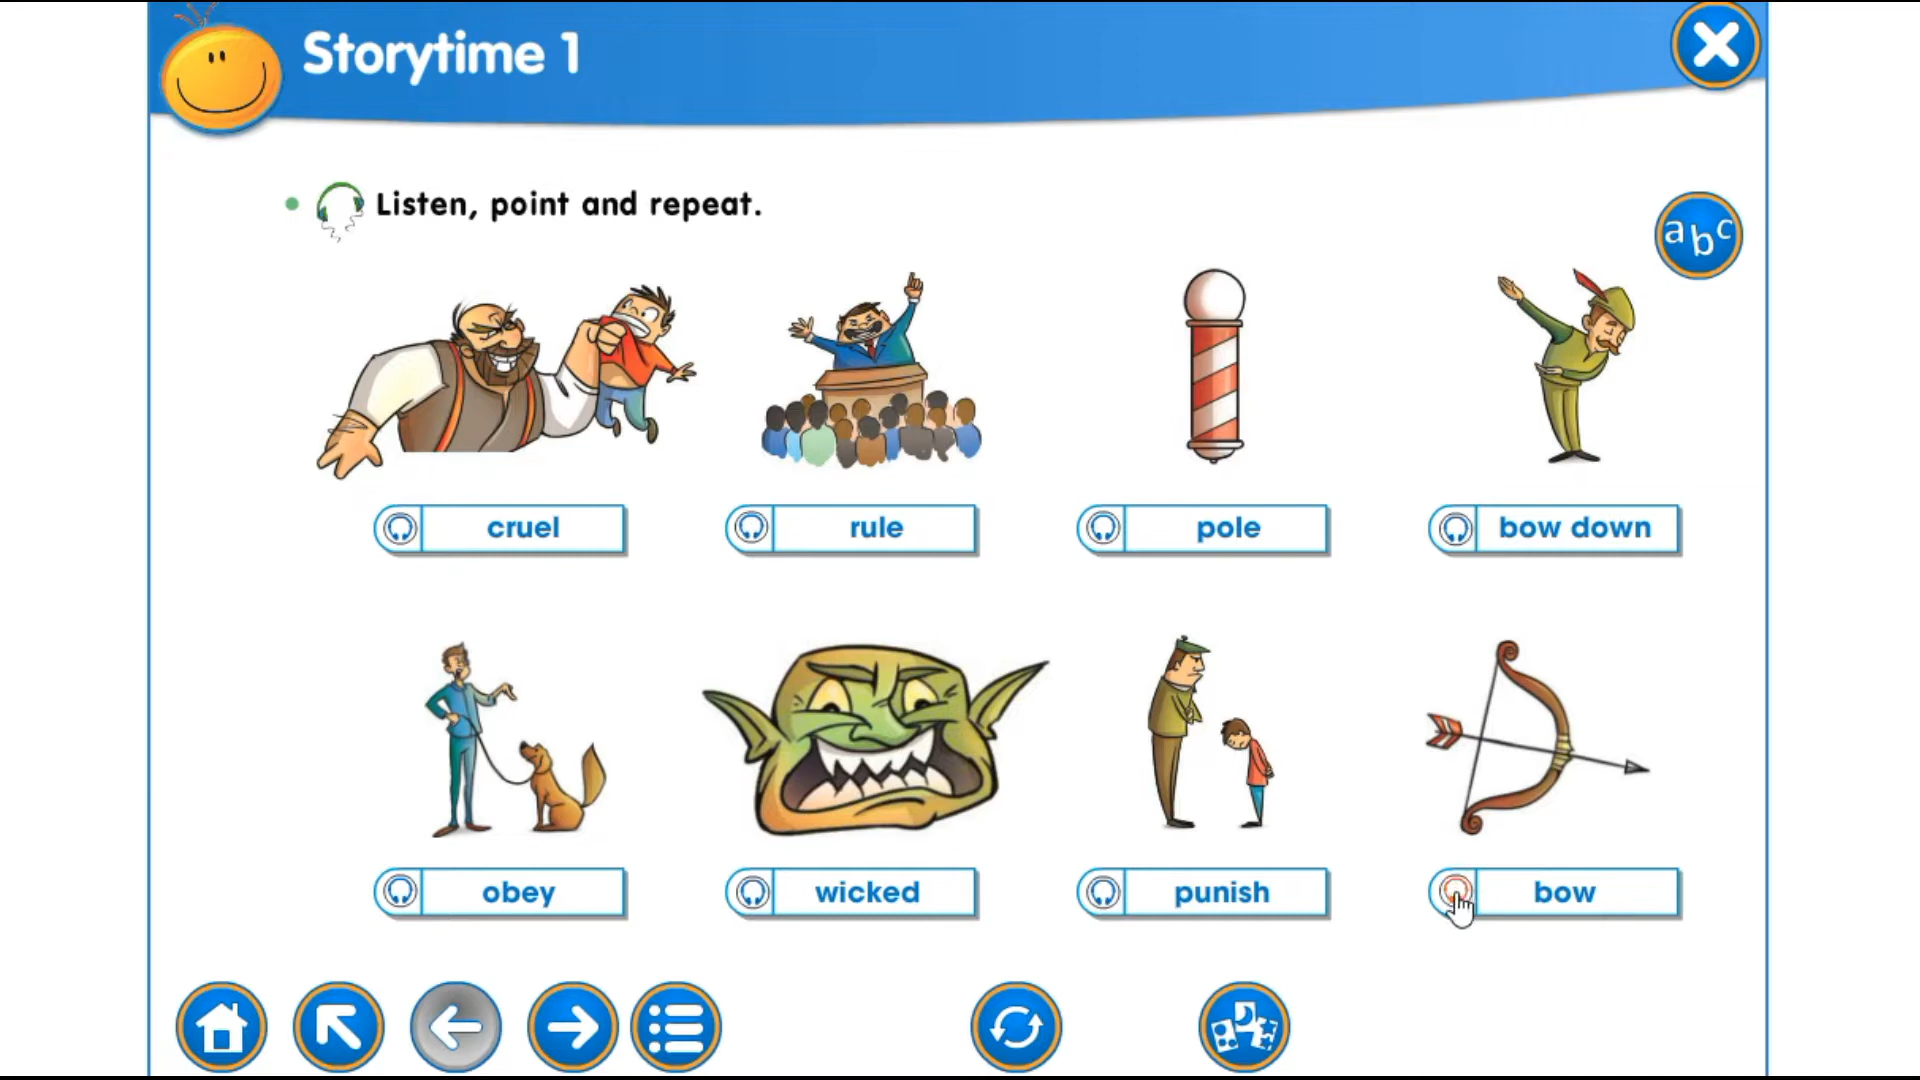 Storytime 1
Listen, point and repeat.
abc
cruel
rule
pole
bow down
obey
wicked
punish
bow